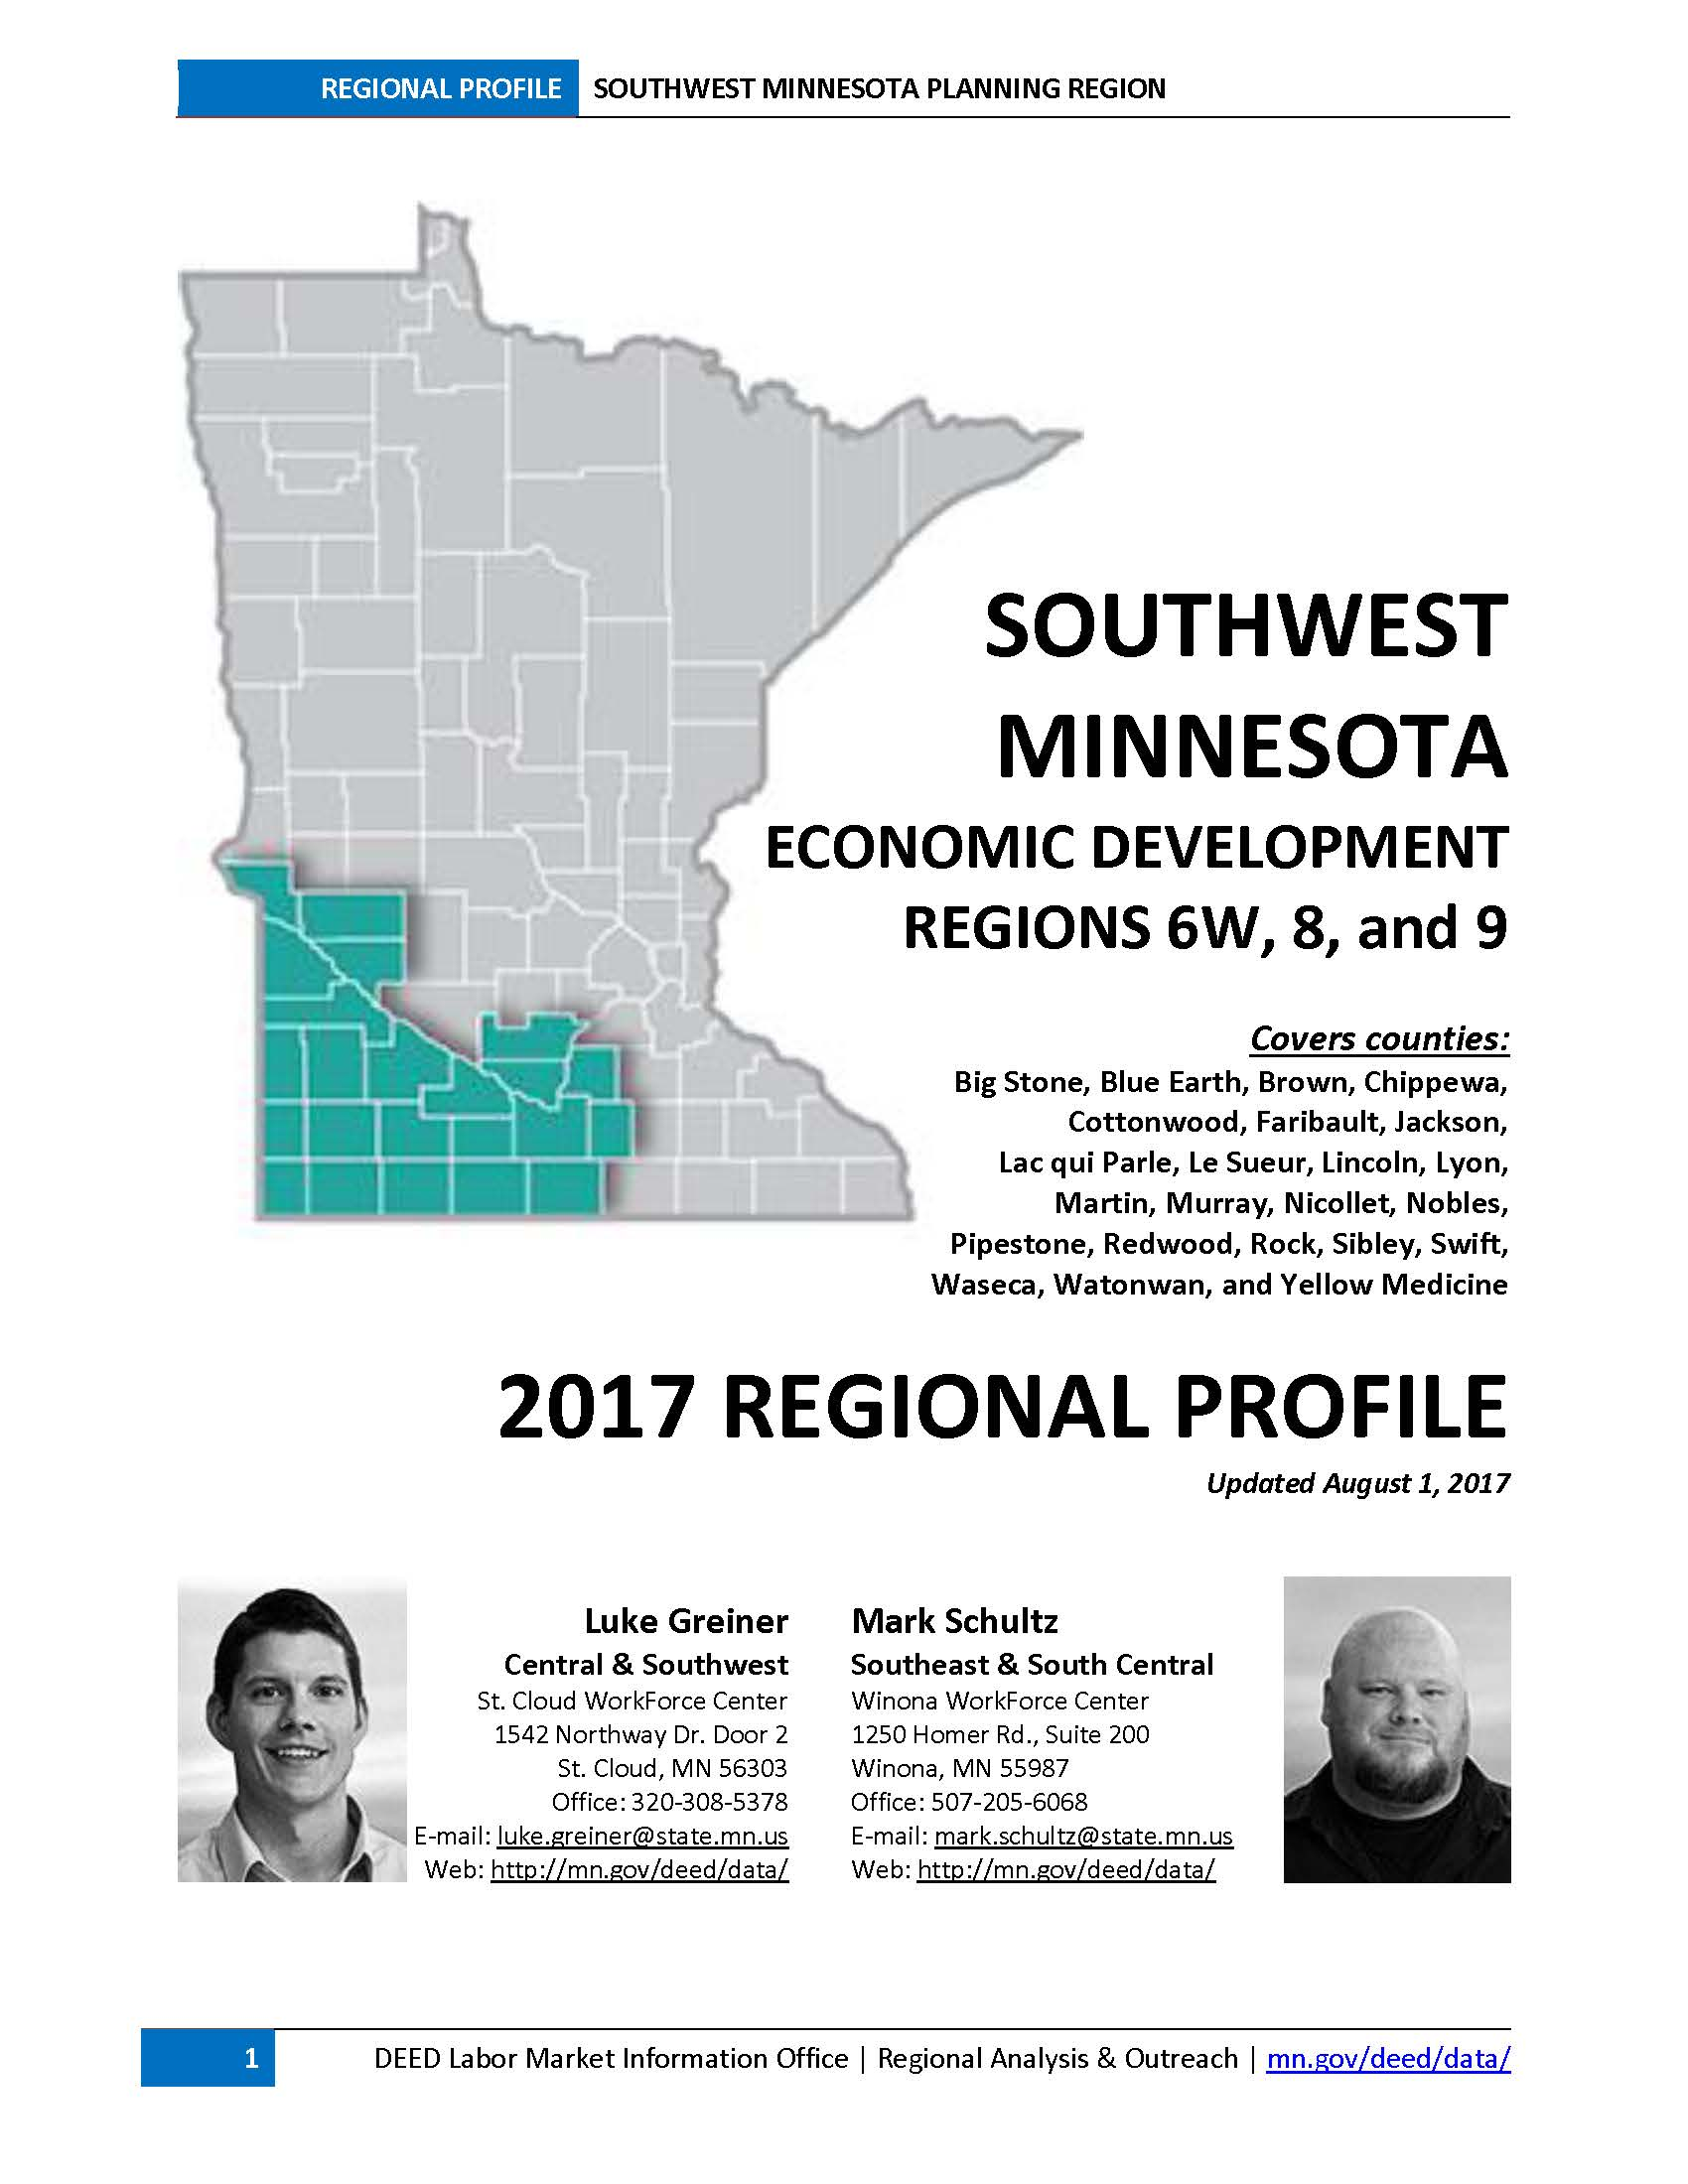 REGIONAL PROFILE SOUTHWEST MINNESOTA PLANNING REGION
SOUTHWEST
MINNESOTA
ECONOMIC DEVELOPMENT
REGIONS 6W, 8, and 9
Covers counties:
Big Stone, Blue Earth, Brown, Chippewa,
Cottonwood, Faribault, Jackson,
Lac qui Parle, Le Sueur, Lincoln, Lyon,
Martin, Murray, Nicollet, Nobles,
Pipestone, Redwood, Rock, Sibley, Swift,
Waseca, Watonwan, and Yellow Medicine
2017 REGIONAL PROFILE
Updated August 1, 2017
Luke Greiner
Central & Southwest
St. Cloud WorkForce Center
1542 Northway Dr. Door 2
St. Cloud, MN 56303
Office: 320-308-5378
E-mail: luke.greiner@state.mn.us
Web: http://mn.gov/deed/data/
Mark Schultz
Southeast & South Central
Winona WorkForce Center
1250 Homer Rd., Suite 200
Winona, MN 55987
Office: 507-205-6068
E-mail: mark.schultz@state.mn.us
Web: http://mn.gov/deed/data/
1 DEED Labor Market Information Office | Regional Analysis & Outreach | mn.gov/deed/data/